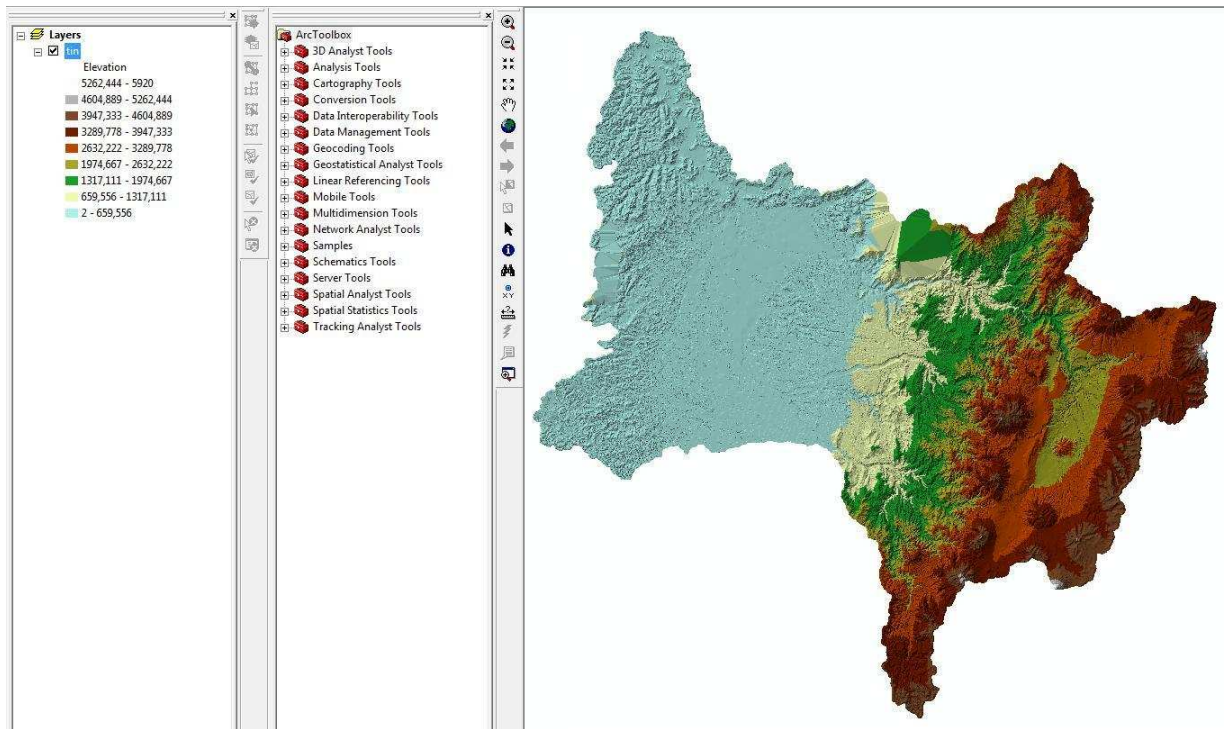 Layers
tin
Elevation
5262,444 - 5920
4604,889 - 5262,444
3947,333 - 4604,889
3289,778 - 3947,333
2632,222 - 3289,778
1974,667 - 2632,222
1317,111 - 1974,667
659,556 - 1317,111
2 - 659,556
ArcToolbox
3D Analyst Tools
Analysis Tools
Cartography Tools
Conversion Tools
Data Interoperability Tools
Data Management Tools
Geocoding Tools
Geostatistical Analyst Tools
Linear Referencing Tools
Mobile Tools
Multidimension Tools
Network Analyst Tools
Samples
Schematics Tools
Server Tools
Spatial Analyst Tools
Spatial Statistics Tools
Tracking Analyst Tools
XY